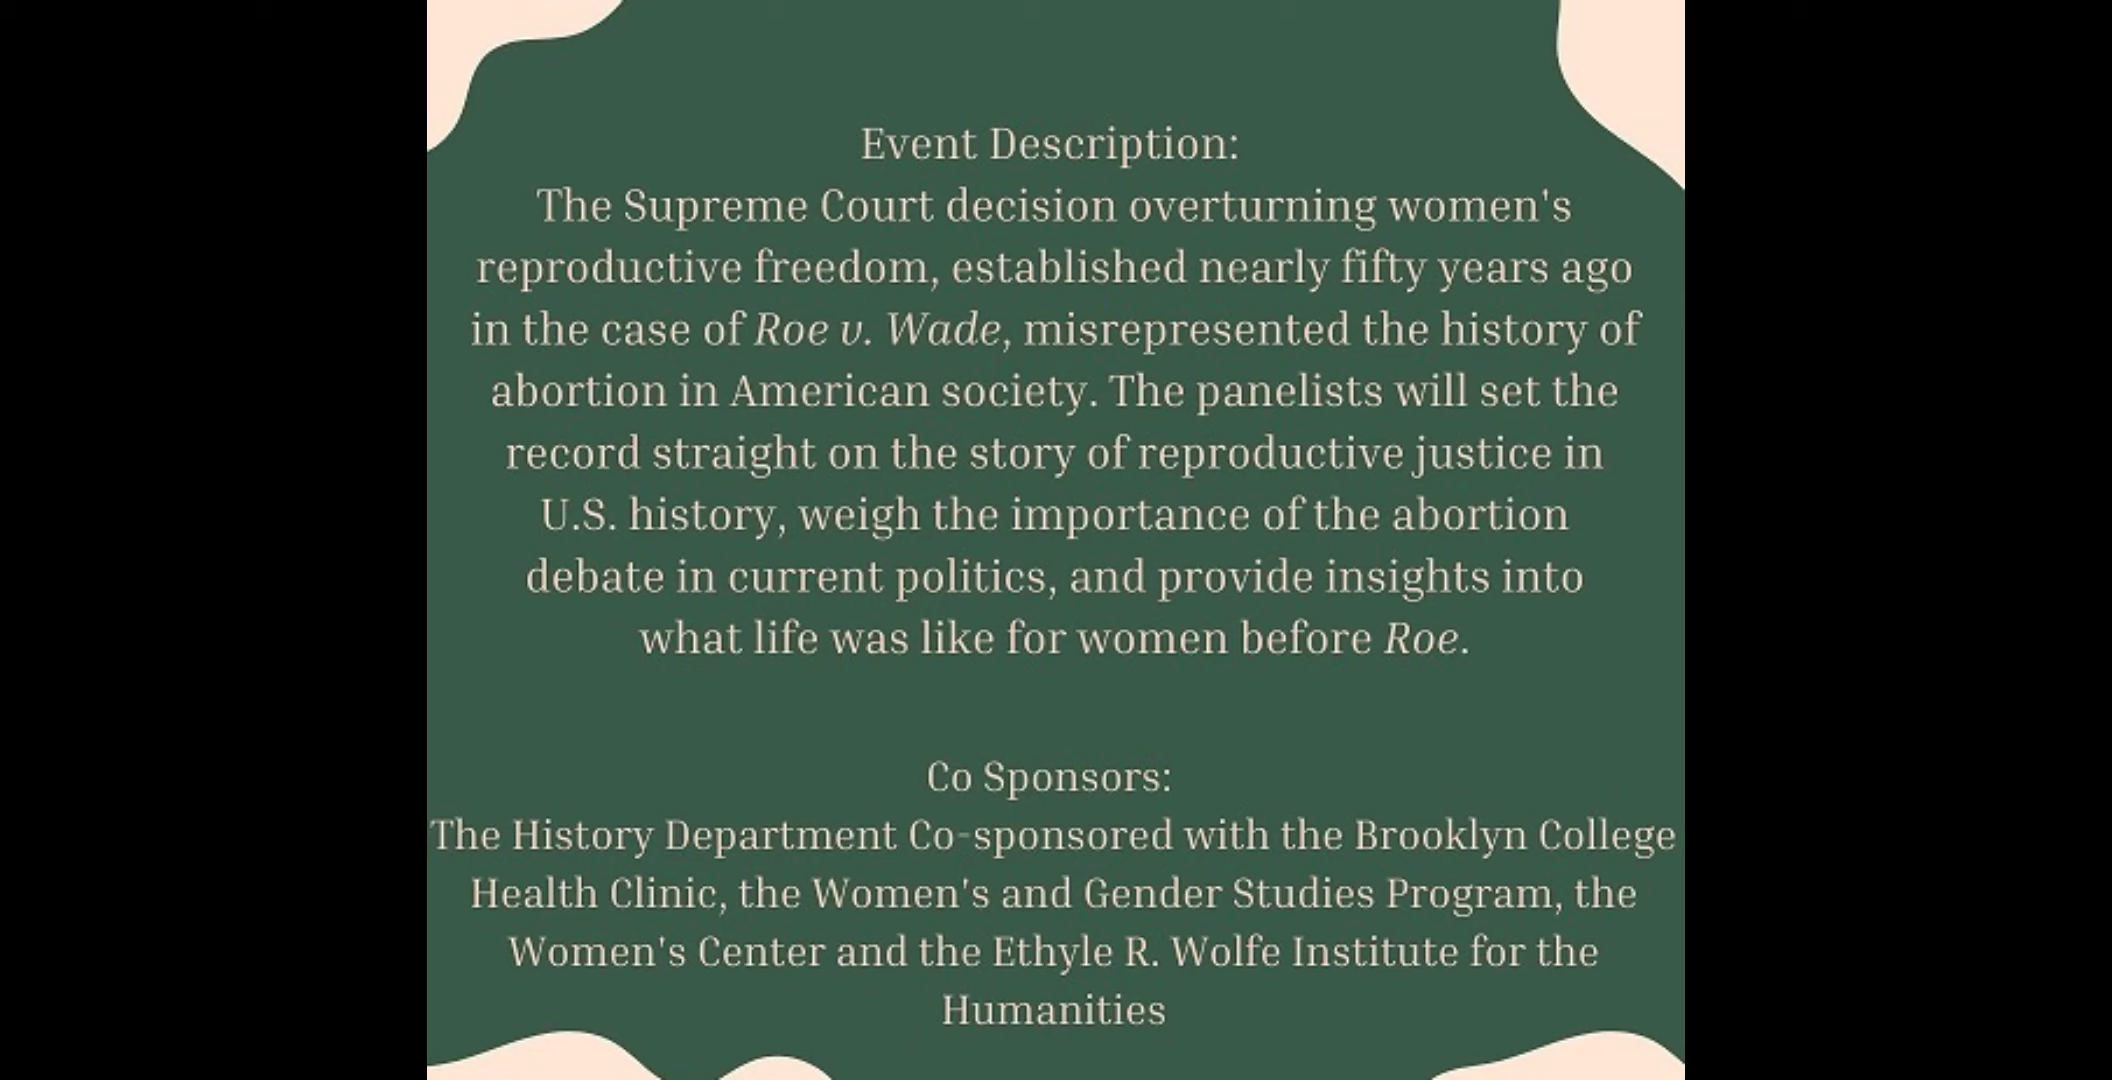 Event Description:
The Supreme Court decision overturning women's
reproductive freedom, established nearly fifty years ago
in the case of Roe v. Wade, misrepresented the history of
abortion in American society. The panelists will set the
record straight on the story of reproductive justice in
U.S. history, weigh the importance of the abortion
debate in current politics, and provide insights into
what life was like for women before Roe.
Co Sponsors:
The History Department Co-sponsored with the Brooklyn College
Health Clinic, the Women's and Gender Studies Program, the
Women's Center and the Ethyle R. Wolfe Institute for the
Humanities